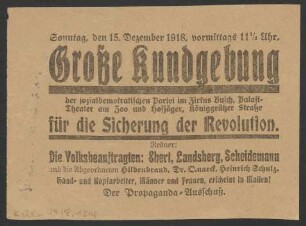 Sonntag, den 15. Dezember 1918, vormittags 11½ Uhr.
Große Kundgebung
der sozialdemokratischen Partei im Zirkus Busch, Palast-
Theater am Zoo und Hofjäger, Königgrätzer Straße
für die Sicherung der Revolution.
Redner:
Die Volksbeauftragten: Ebert, Landsberg, Scheidemann
und die Abgeordneten Hildenbrand, Dr. Quarck, Heinrich Schulz.
Hand- und Kopfarbeiter, Männer und Frauen, erscheint in Massen!
Der Propaganda-Ausschuß.